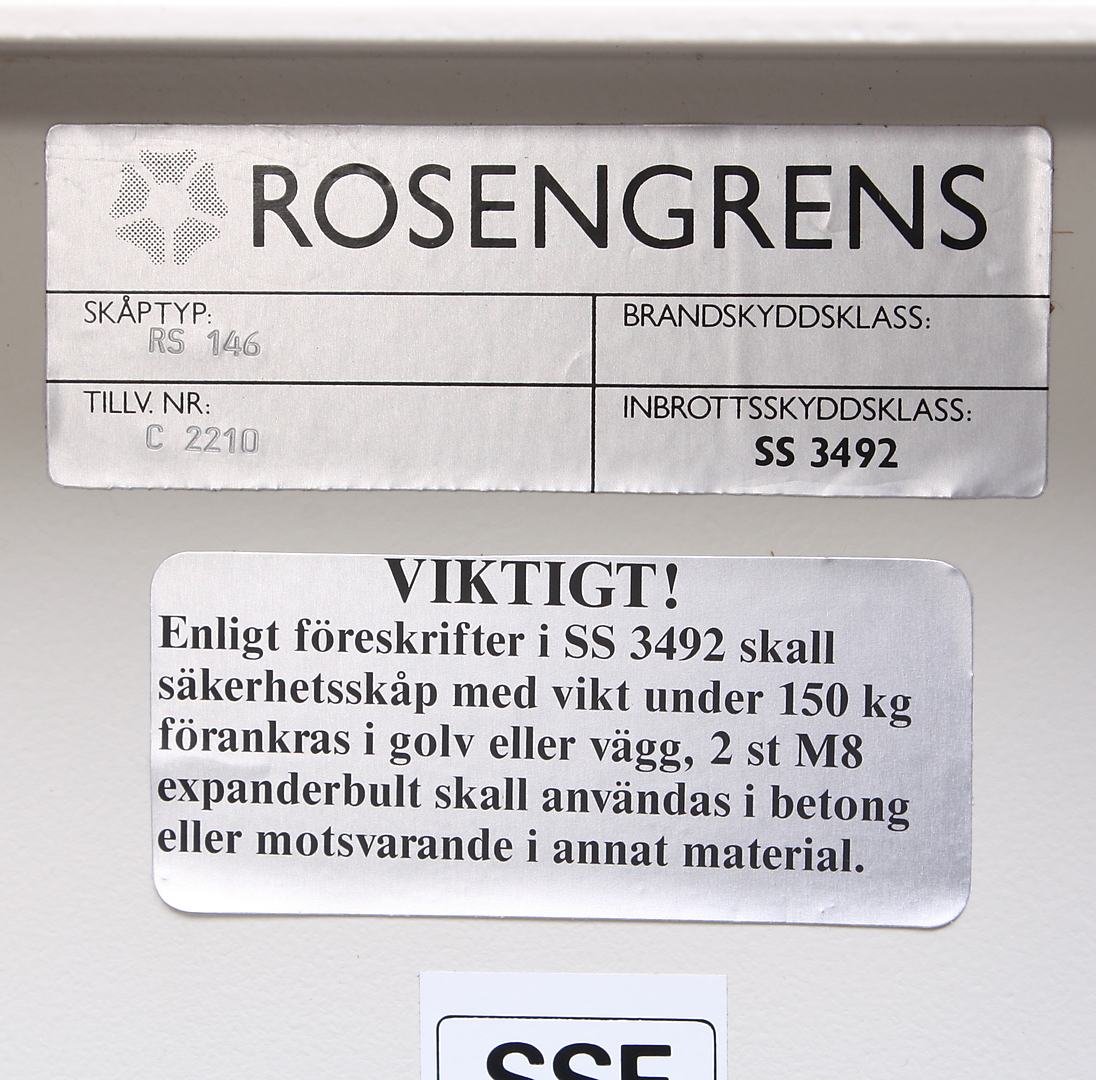 ROSENGRENS
SKÅPTYP:
RS 146
BRANDSKYDDSKLASS:
TILLV. NR:
C 2210
INBROTTSSKYDDSKLASS:
SS 3492
VIKTIGT!
Enligt föreskrifter i SS 3492 skall
säkerhetsskåp med vikt under 150 kg
förankras i golv eller vägg, 2 st M8
expanderbult skall användas i betong
eller motsvarande i annat material.
SSF